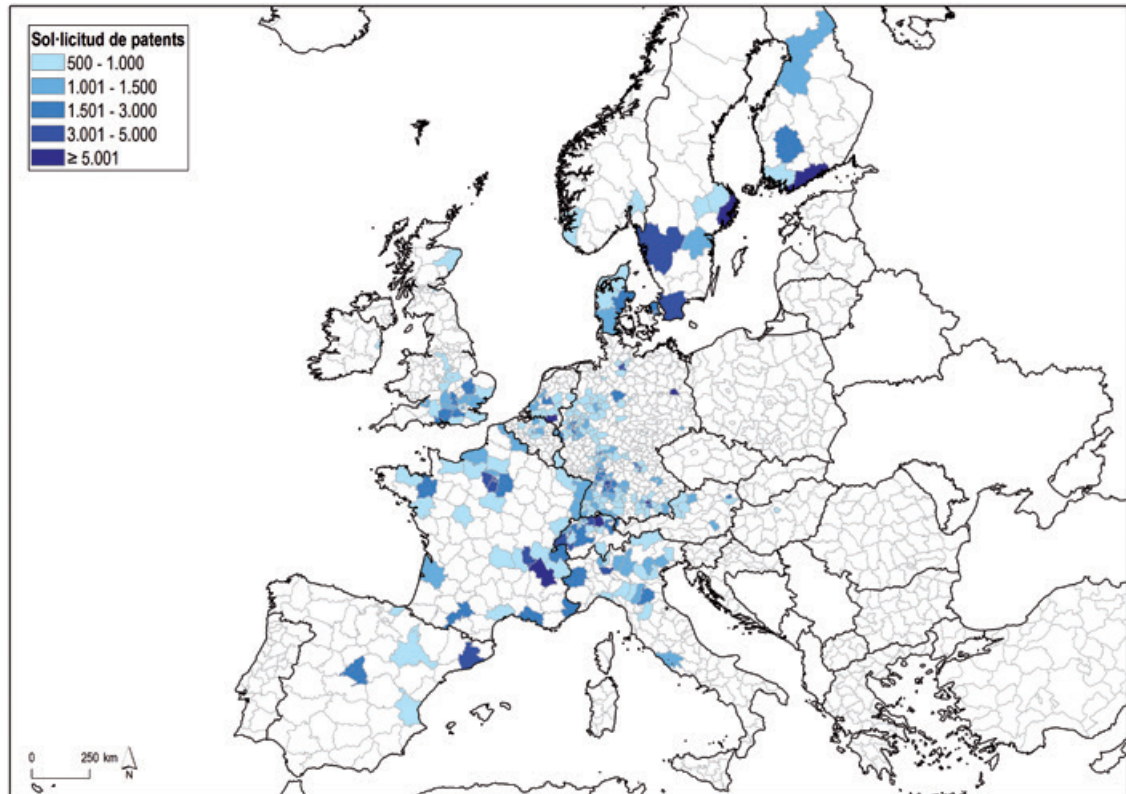 Sol·licitud de patents
500 - 1.000
1.001 - 1.500
1.501 - 3.000
3.001 - 5.000
≥ 5.001
0 250 km
N